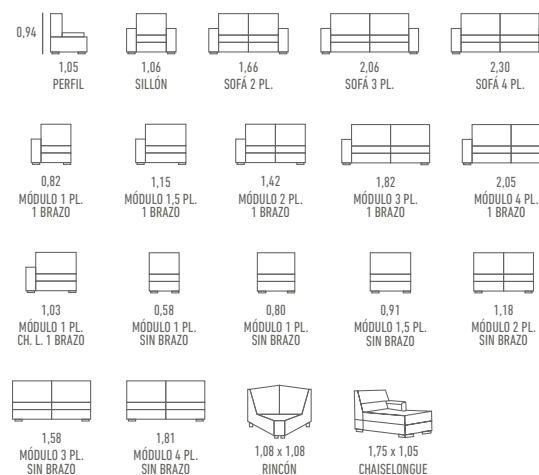 0,94
1,05
PERFIL
1,06
SILLÓN
1,66
SOFÁ 2 PL.
2,06
SOFÁ 3 PL.
2,30
SOFÁ 4 PL.
0,82
MÓDULO 1 PL.
1 BRAZO
1,15
MÓDULO 1,5 PL.
1 BRAZO
1,42
MÓDULO 2 PL.
1 BRAZO
1,82
MÓDULO 3 PL.
1 BRAZO
2,05
MÓDULO 4 PL.
1 BRAZO
1,03
MÓDULO 1 PL.
CH. L. 1 BRAZO
0,58
MÓDULO 1 PL.
SIN BRAZO
0,80
MÓDULO 1 PL.
SIN BRAZO
0,91
MÓDULO 1,5 PL.
SIN BRAZO
1,18
MÓDULO 2 PL.
SIN BRAZO
1,58
MÓDULO 3 PL.
SIN BRAZO
1,81
MÓDULO 4 PL.
SIN BRAZO
1,08 x 1,08
RINCÓN
1,75 x 1,05
CHAISELONGUE